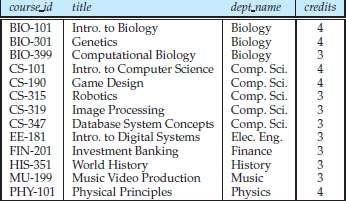 course_id title dept_name credits
BIO-101 Intro. to Biology Biology 4
BIO-301 Genetics Biology 4
BIO-399 Computational Biology Biology 3
CS-101 Intro. to Computer Science Comp. Sci. 4
CS-190 Game Design Comp. Sci. 4
CS-315 Robotics Comp. Sci. 3
CS-319 Image Processing Comp. Sci. 3
CS-347 Database System Concepts Comp. Sci. 3
EE-181 Intro. to Digital Systems Elec. Eng. 3
FIN-201 Investment Banking Finance 3
HIS-351 World History History 3
MU-199 Music Video Production Music 3
PHY-101 Physical Principles Physics 4